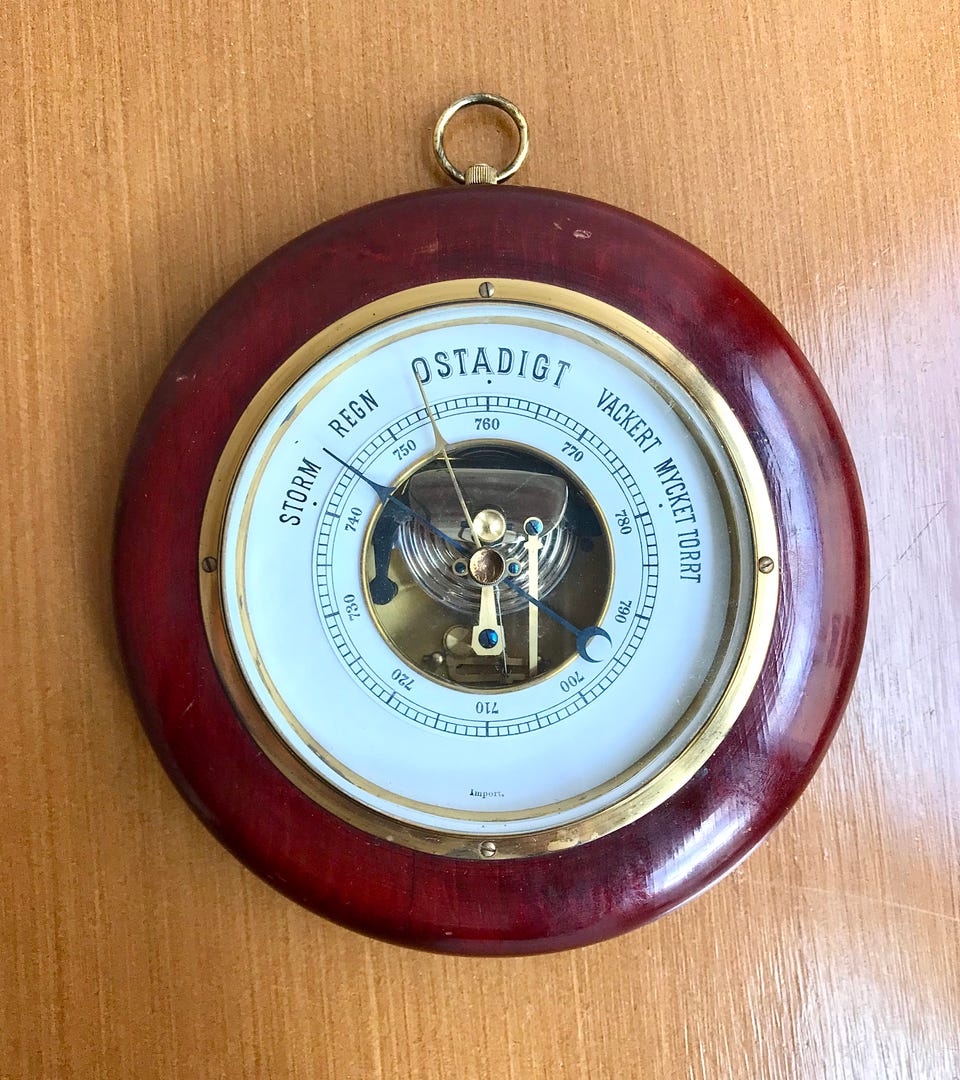 STORM
REGN
OSTADIGT
VACKERT
MYCKET TORRT
700
710
720
730
740
750
760
770
780
790
Import.